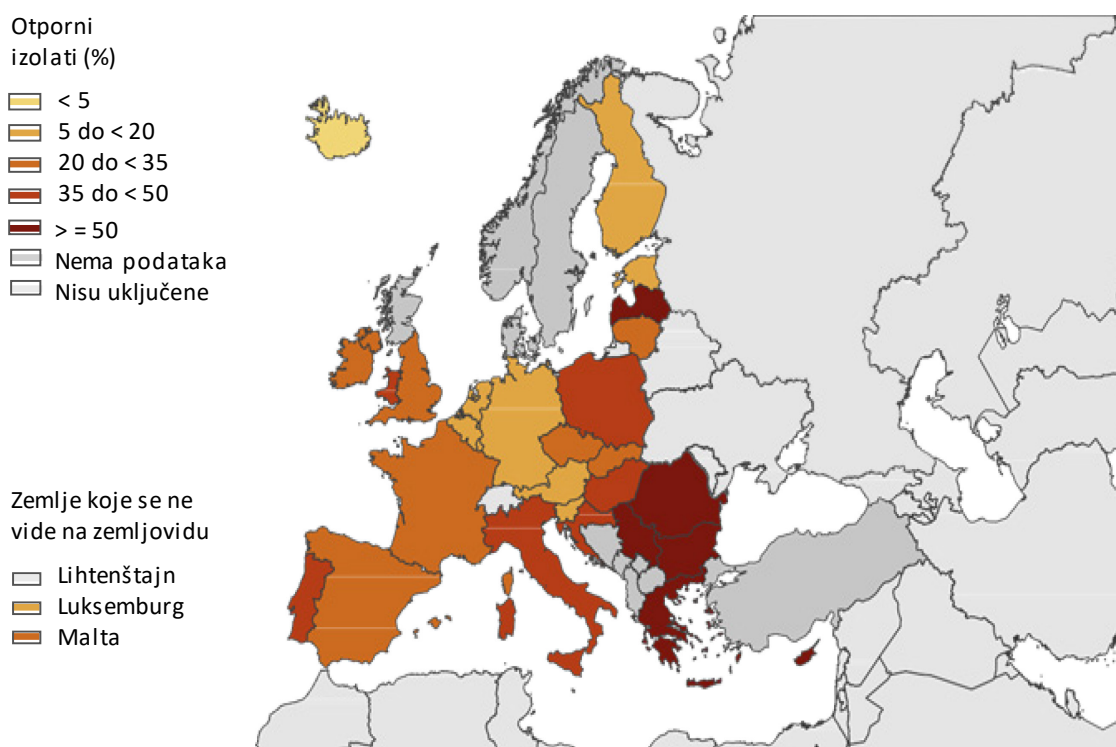 Otporni
izolati (%)
< 5
5 do < 20
20 do < 35
35 do < 50
> = 50
Nema podataka
Nisu uključene
Zemlje koje se ne
vide na zemljovidu
Lihtenštajn
Luksemburg
Malta